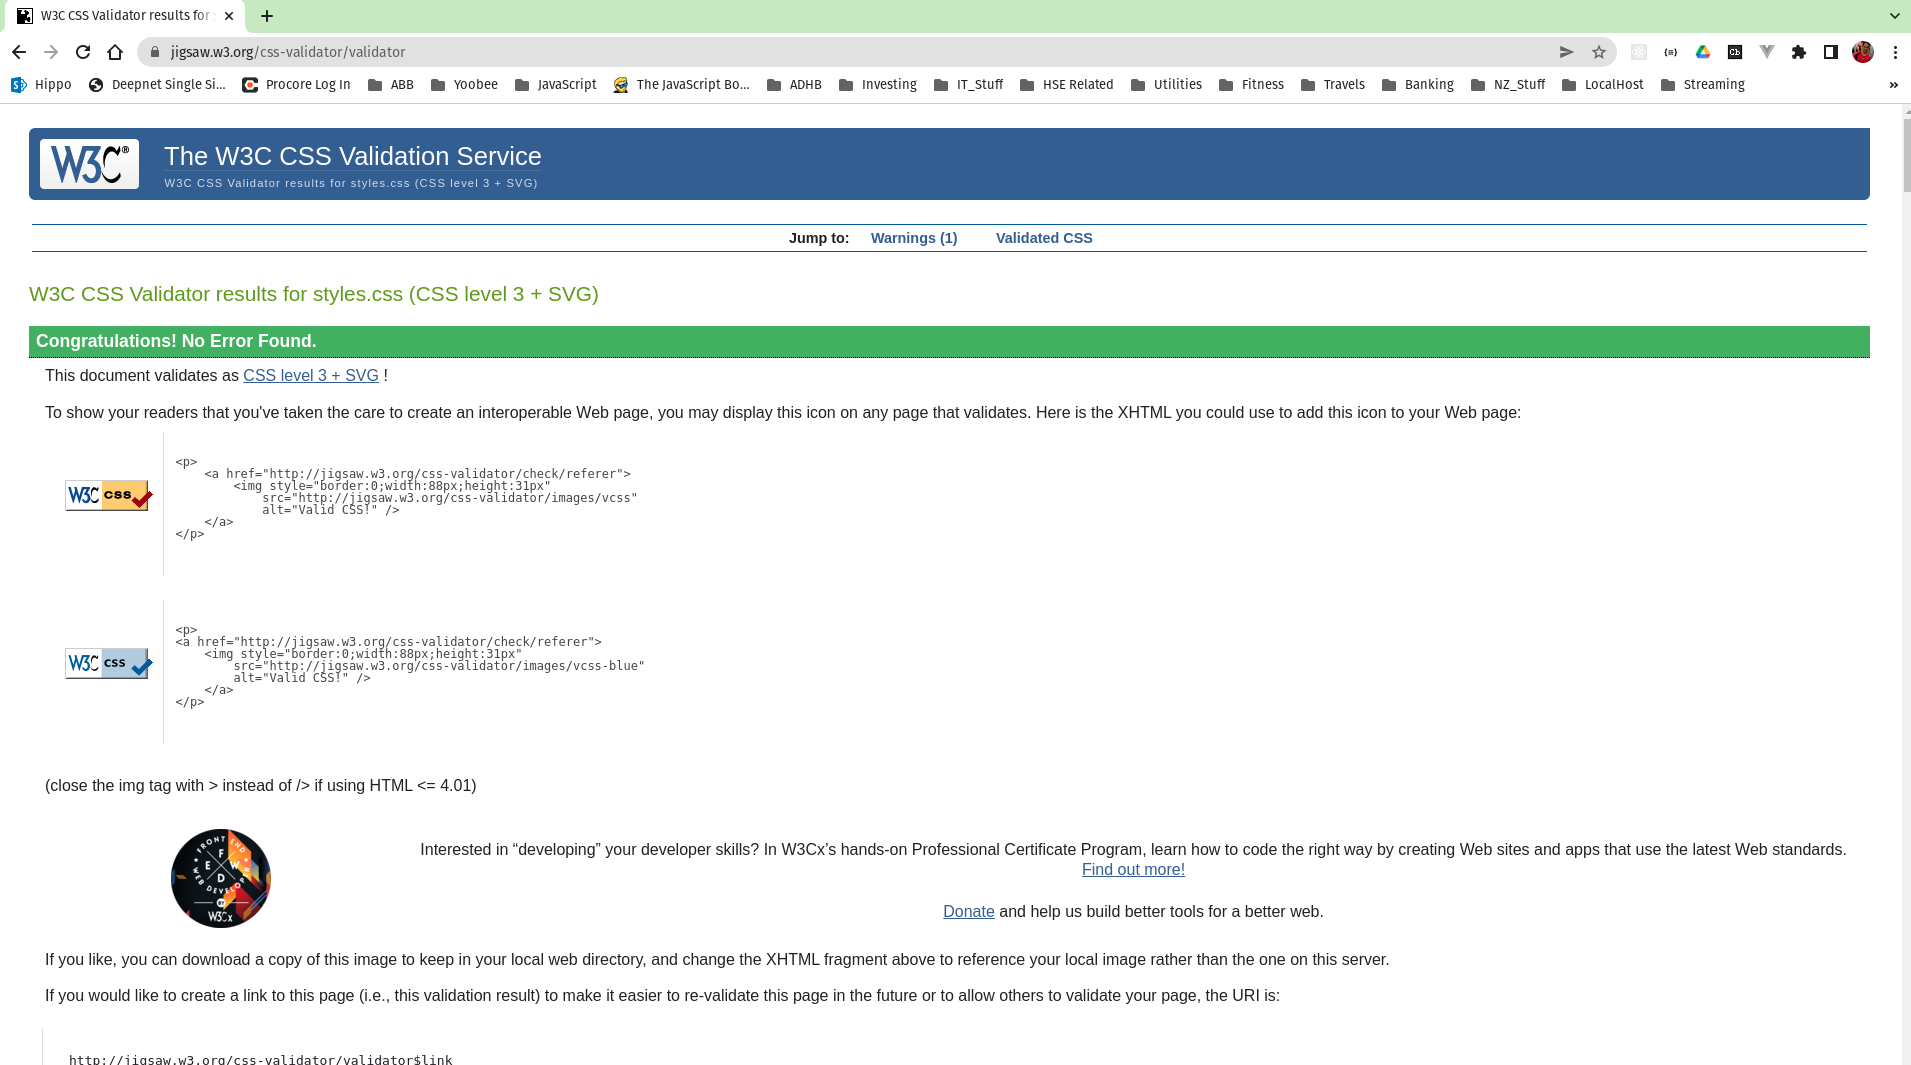 W3C CSS Validator results for s
jigsaw.w3.org/css-validator/validator
Hippo Deepnet Single Si... Procore Log In ABB Yoobee JavaScript The JavaScript Bo... ADHB Investing IT_Stuff HSE Related Utilities Fitness Travels Banking NZ_Stuff LocalHost Streaming »
W3C® The W3C CSS Validation Service
W3C CSS Validator results for styles.css (CSS level 3 + SVG)
Jump to: Warnings (1) Validated CSS
W3C CSS Validator results for styles.css (CSS level 3 + SVG)
Congratulations! No Error Found.
This document validates as CSS level 3 + SVG !
To show your readers that you've taken the care to create an interoperable Web page, you may display this icon on any page that validates. Here is the XHTML you could use to add this icon to your Web page:
W3C css
<p>
<a href="http://jigsaw.w3.org/css-validator/check/referer">
<img style="border:0;width:88px;height:31px"
src="http://jigsaw.w3.org/css-validator/images/vcss"
alt="Valid CSS!" />
</a>
</p>
W3C css
<p>
<a href="http://jigsaw.w3.org/css-validator/check/referer">
<img style="border:0;width:88px;height:31px"
src="http://jigsaw.w3.org/css-validator/images/vcss-blue"
alt="Valid CSS!" />
</a>
</p>
(close the img tag with > instead of /> if using HTML <= 4.01)
FRONT END
F E W D
WEB DEVELOPER
BY
W3Cx
Interested in “developing” your developer skills? In W3Cx’s hands-on Professional Certificate Program, learn how to code the right way by creating Web sites and apps that use the latest Web standards.
Find out more!
Donate and help us build better tools for a better web.
If you like, you can download a copy of this image to keep in your local web directory, and change the XHTML fragment above to reference your local image rather than the one on this server.
If you would like to create a link to this page (i.e., this validation result) to make it easier to re-validate this page in the future or to allow others to validate your page, the URI is:
http://jigsaw.w3.org/css-validator/validator$link